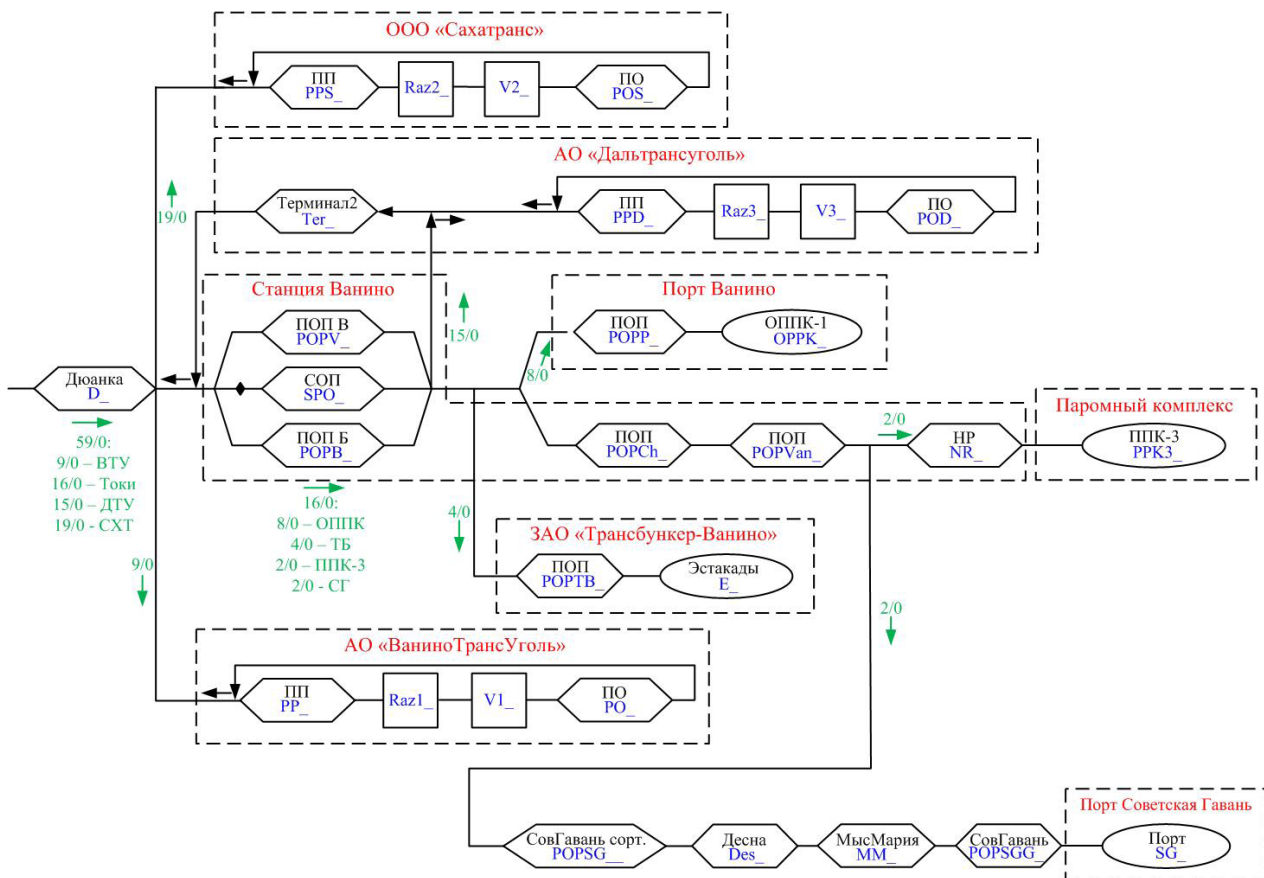 ООО «Сахатранс»
ПП
PPS_
Raz2_
V2_
ПО
POS_
19/0
АО «Дальтрансуголь»
Терминал2
Ter_
ПП
PPD_
Raz3_
V3_
ПО
POD_
Станция Ванино
ПОП В
POPV_
СОП
SPO_
ПОП Б
POPB_
15/0
Порт Ванино
ПОП
POPP_
ОППК-1
OPPK_
8/0
Дюанка
D_
59/0:
9/0 – ВТУ
16/0 – Токи
15/0 – ДТУ
19/0 - СХТ
16/0:
8/0 – ОППК
4/0 – ТБ
2/0 – ППК-3
2/0 - СГ
ПОП
POPCh_
ПОП
POPVan_
2/0
НР
NR_
Паромный комплекс
ППК-3
PPK3_
4/0
ЗАО «Трансбункер-Ванино»
ПОП
POPTB_
Эстакады
E_
9/0
2/0
АО «ВаниноТрансУголь»
ПП
PP_
Raz1_
V1_
ПО
PO_
СовГавань сорт.
POPSG__
Десна
Des_
МысМария
MM_
СовГавань
POPSGG_
Порт Советская Гавань
Порт
SG_